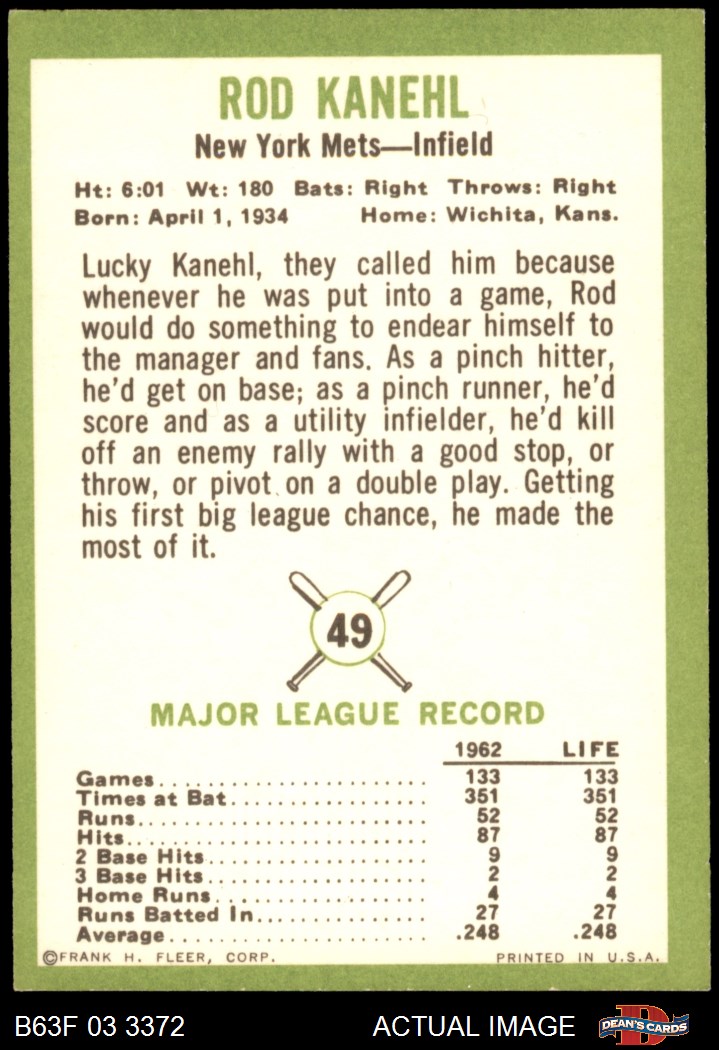 ROD KANEHL
New York Mets—Infield
Ht: 6:01 Wt: 180 Bats: Right Throws: Right
Born: April 1, 1934 Home: Wichita, Kans.
Lucky Kanehl, they called him because
whenever he was put into a game, Rod
would do something to endear himself to
the manager and fans. As a pinch hitter,
he'd get on base; as a pinch runner, he'd
score and as a utility infielder, he'd kill
off an enemy rally with a good stop, or
throw, or pivot on a double play. Getting
his first big league chance, he made the
most of it.
49
MAJOR LEAGUE RECORD
1962 LIFE
Games 133 133
Times at Bat 351 351
Runs 52 52
Hits 87 87
2 Base Hits 9 9
3 Base Hits 2 2
Home Runs 4 4
Runs Batted In 27 27
Average .248 .248
©FRANK H. FLEER, CORP. PRINTED IN U.S.A.
B63F 03 3372 ACTUAL IMAGE D DEAN'S CARDS